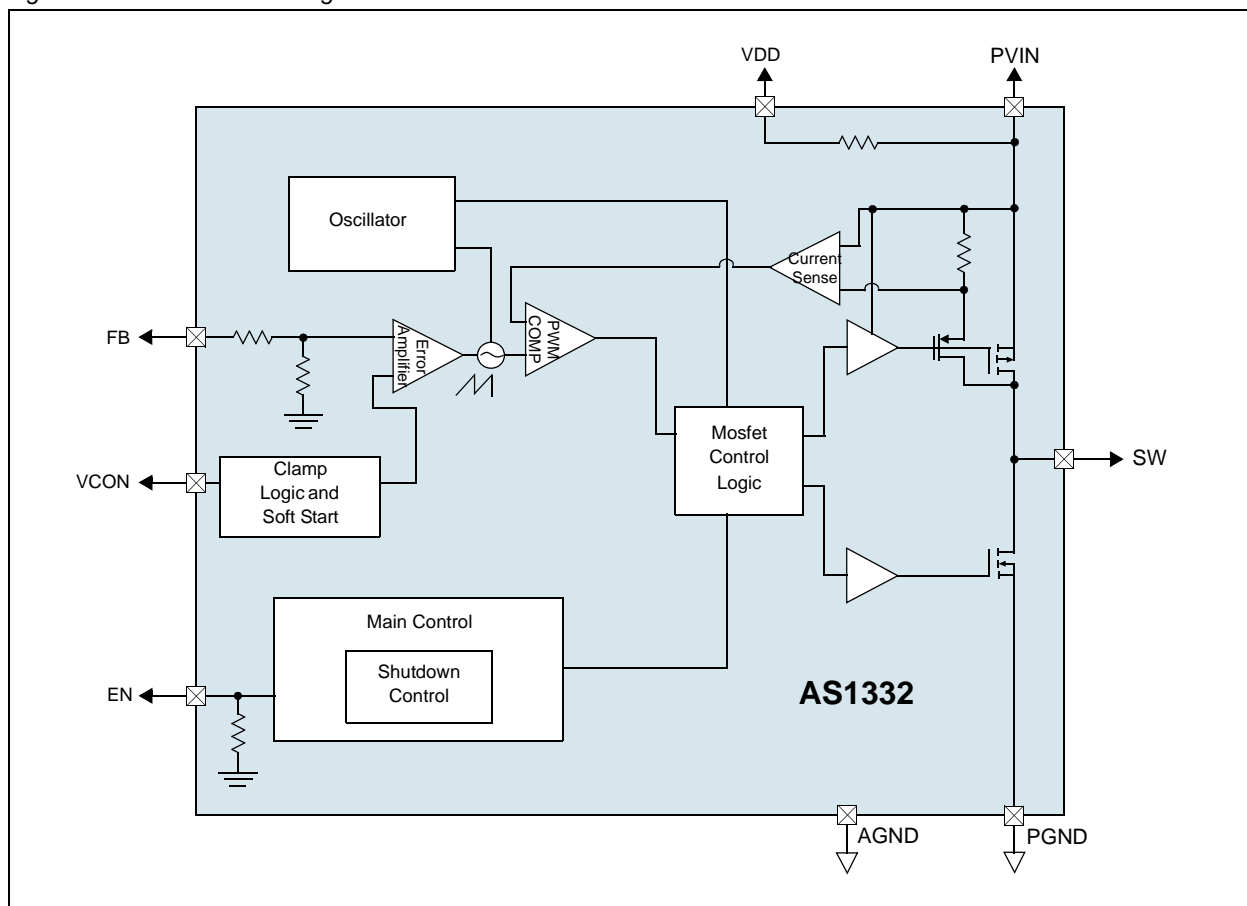 VDD
PVIN
Oscillator
Current
Sense
FB
Error
Amplifier
PWM
COMP
Mosfet
Control
Logic
SW
VCON
Clamp
Logic and
Soft Start
Main Control
Shutdown
Control
EN
AS1332
AGND
PGND